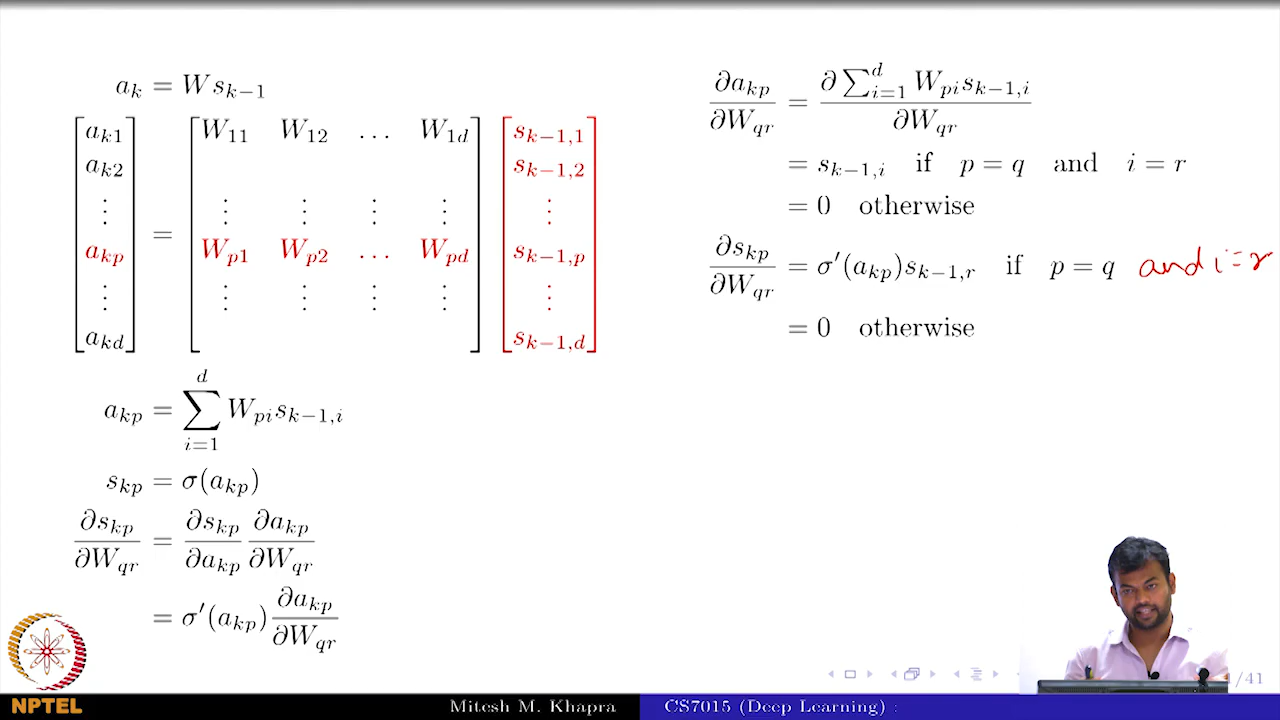 a_k = W s_{k−1}
[a_{k1} a_{k2} ⋮ a_{kp} ⋮ a_{kd}] = [W_{11} W_{12} … W_{1d} ⋮ ⋮ ⋮ ⋮ W_{p1} W_{p2} … W_{pd} ⋮ ⋮ ⋮ ⋮] [s_{k−1,1} s_{k−1,2} ⋮ s_{k−1,p} ⋮ s_{k−1,d}]
a_{kp} = ∑_{i=1}^{d} W_{pi} s_{k−1,i}
s_{kp} = σ(a_{kp})
∂s_{kp}/∂W_{qr} = ∂s_{kp}/∂a_{kp} ∂a_{kp}/∂W_{qr}
= σ′(a_{kp}) ∂a_{kp}/∂W_{qr}
∂a_{kp}/∂W_{qr} = ∂∑_{i=1}^{d} W_{pi} s_{k−1,i}/∂W_{qr}
= s_{k−1,i} if p = q and i = r
= 0 otherwise
∂s_{kp}/∂W_{qr} = σ′(a_{kp}) s_{k−1,r} if p = q and i=r
= 0 otherwise
/41
NPTEL
Mitesh M. Khapra
CS7015 (Deep Learning) :